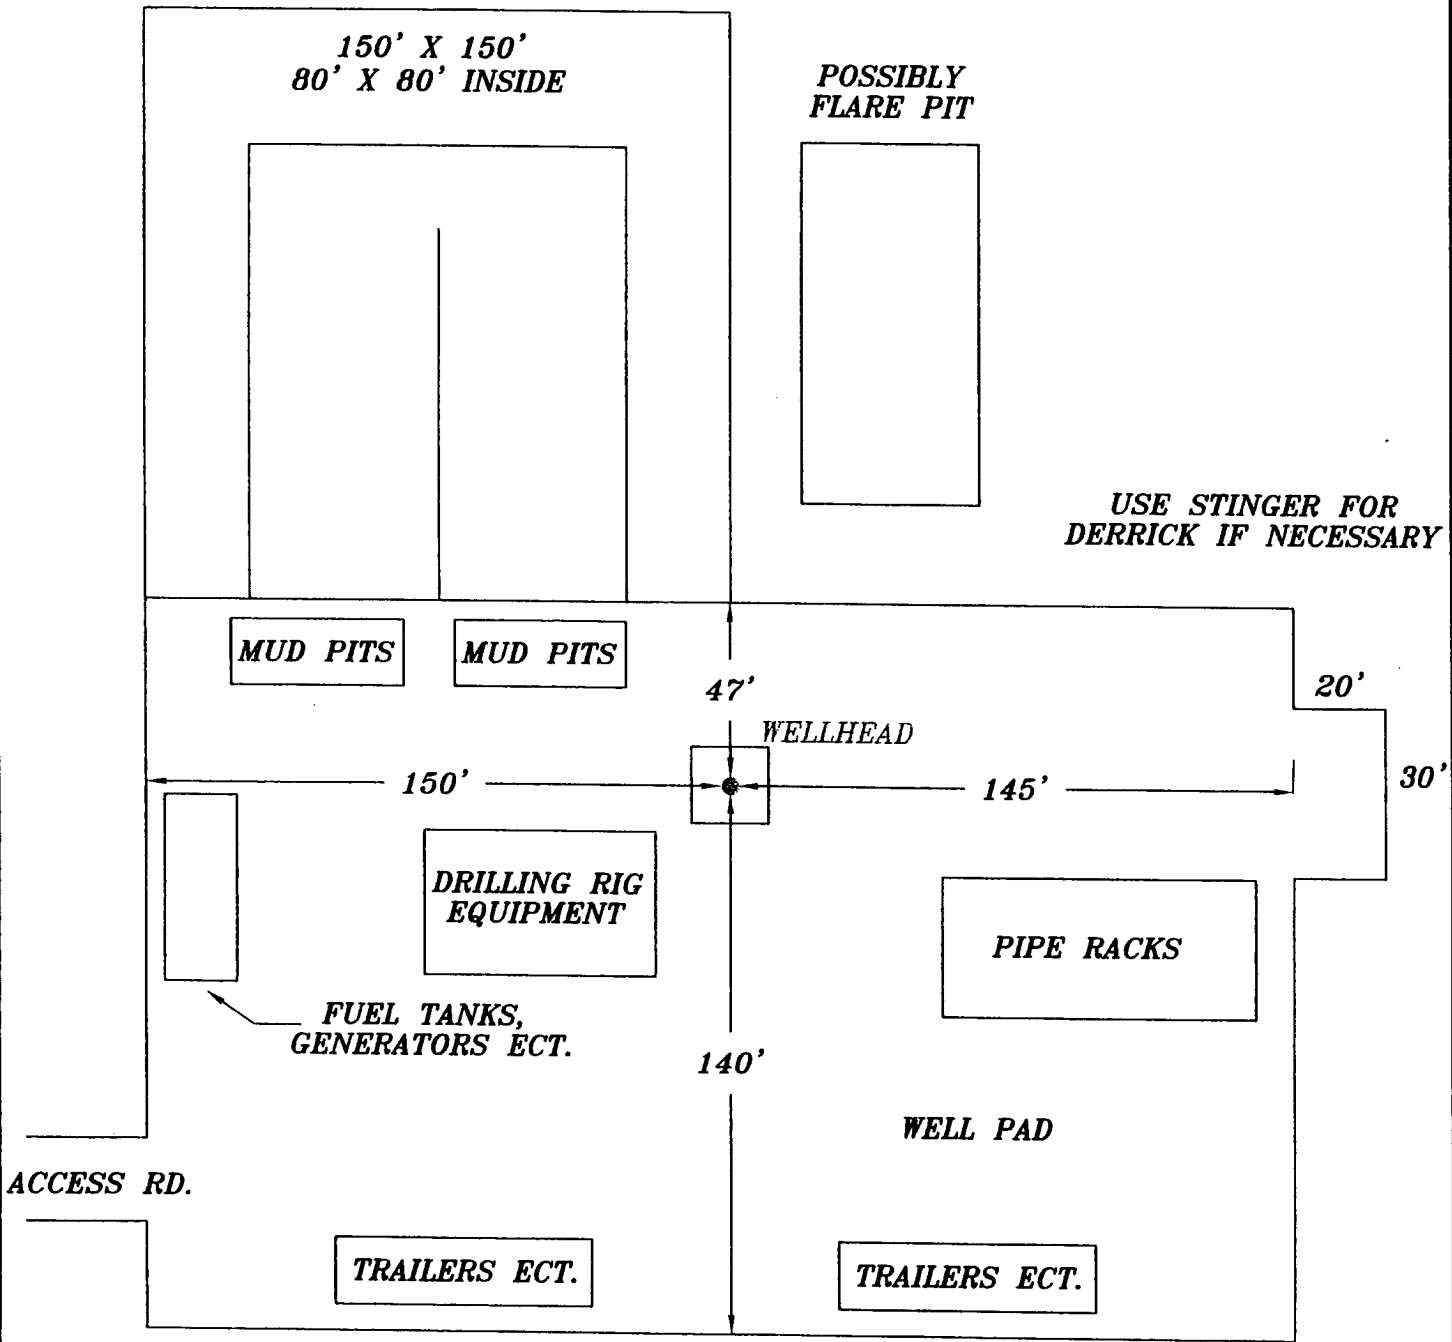 150' X 150'
80' X 80' INSIDE
POSSIBLY
FLARE PIT
USE STINGER FOR
DERRICK IF NECESSARY
MUD PITS
MUD PITS
47'
20'
WELLHEAD
150'
145'
30'
DRILLING RIG
EQUIPMENT
PIPE RACKS
FUEL TANKS,
GENERATORS ECT.
140'
WELL PAD
ACCESS RD.
TRAILERS ECT.
TRAILERS ECT.